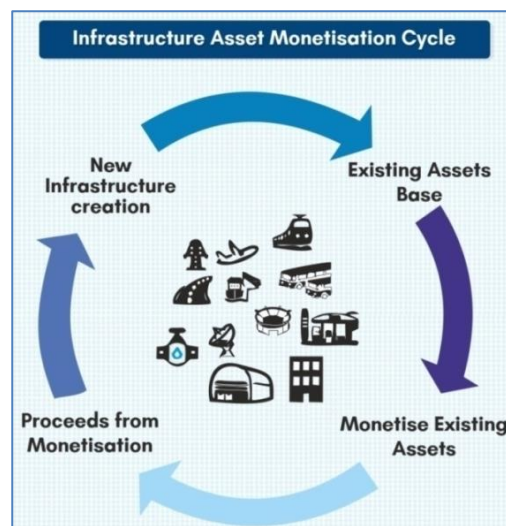 Infrastructure Asset Monetisation Cycle
New
Infrastructure
creation
Existing Assets
Base
Proceeds from
Monetisation
Monetise Existing
Assets